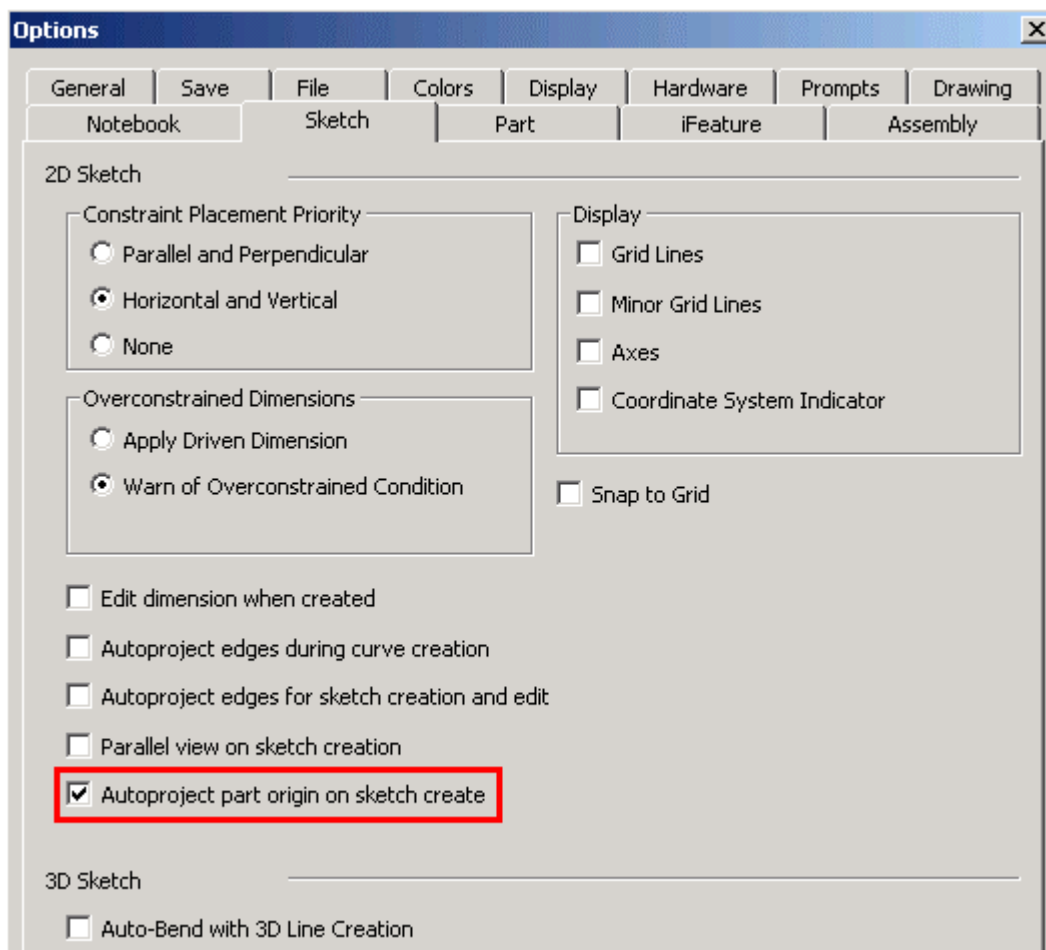 Options
General Save File Colors Display Hardware Prompts Drawing
Notebook Sketch Part iFeature Assembly
2D Sketch
Constraint Placement Priority
Parallel and Perpendicular
Horizontal and Vertical
None
Overconstrained Dimensions
Apply Driven Dimension
Warn of Overconstrained Condition
Display
Grid Lines
Minor Grid Lines
Axes
Coordinate System Indicator
Snap to Grid
Edit dimension when created
Autoproject edges during curve creation
Autoproject edges for sketch creation and edit
Parallel view on sketch creation
Autoproject part origin on sketch create
3D Sketch
Auto-Bend with 3D Line Creation